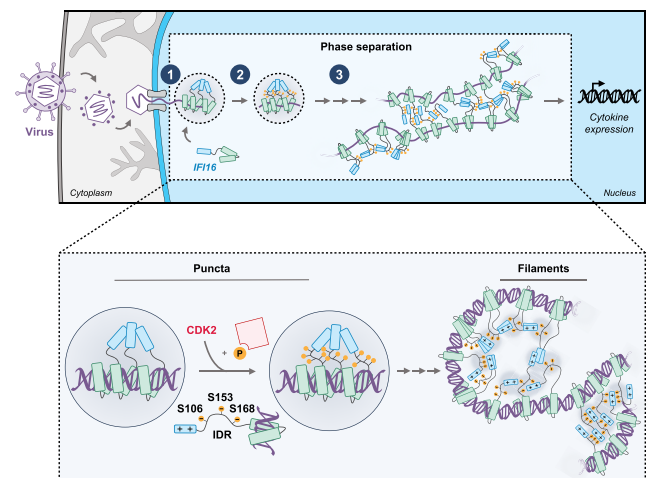 Phase separation
1
2
3
Virus
IFI16
Cytokine
expression
Cytoplasm
Nucleus
Puncta
Filaments
CDK2
+ P
S153
S106
S168
IDR
++